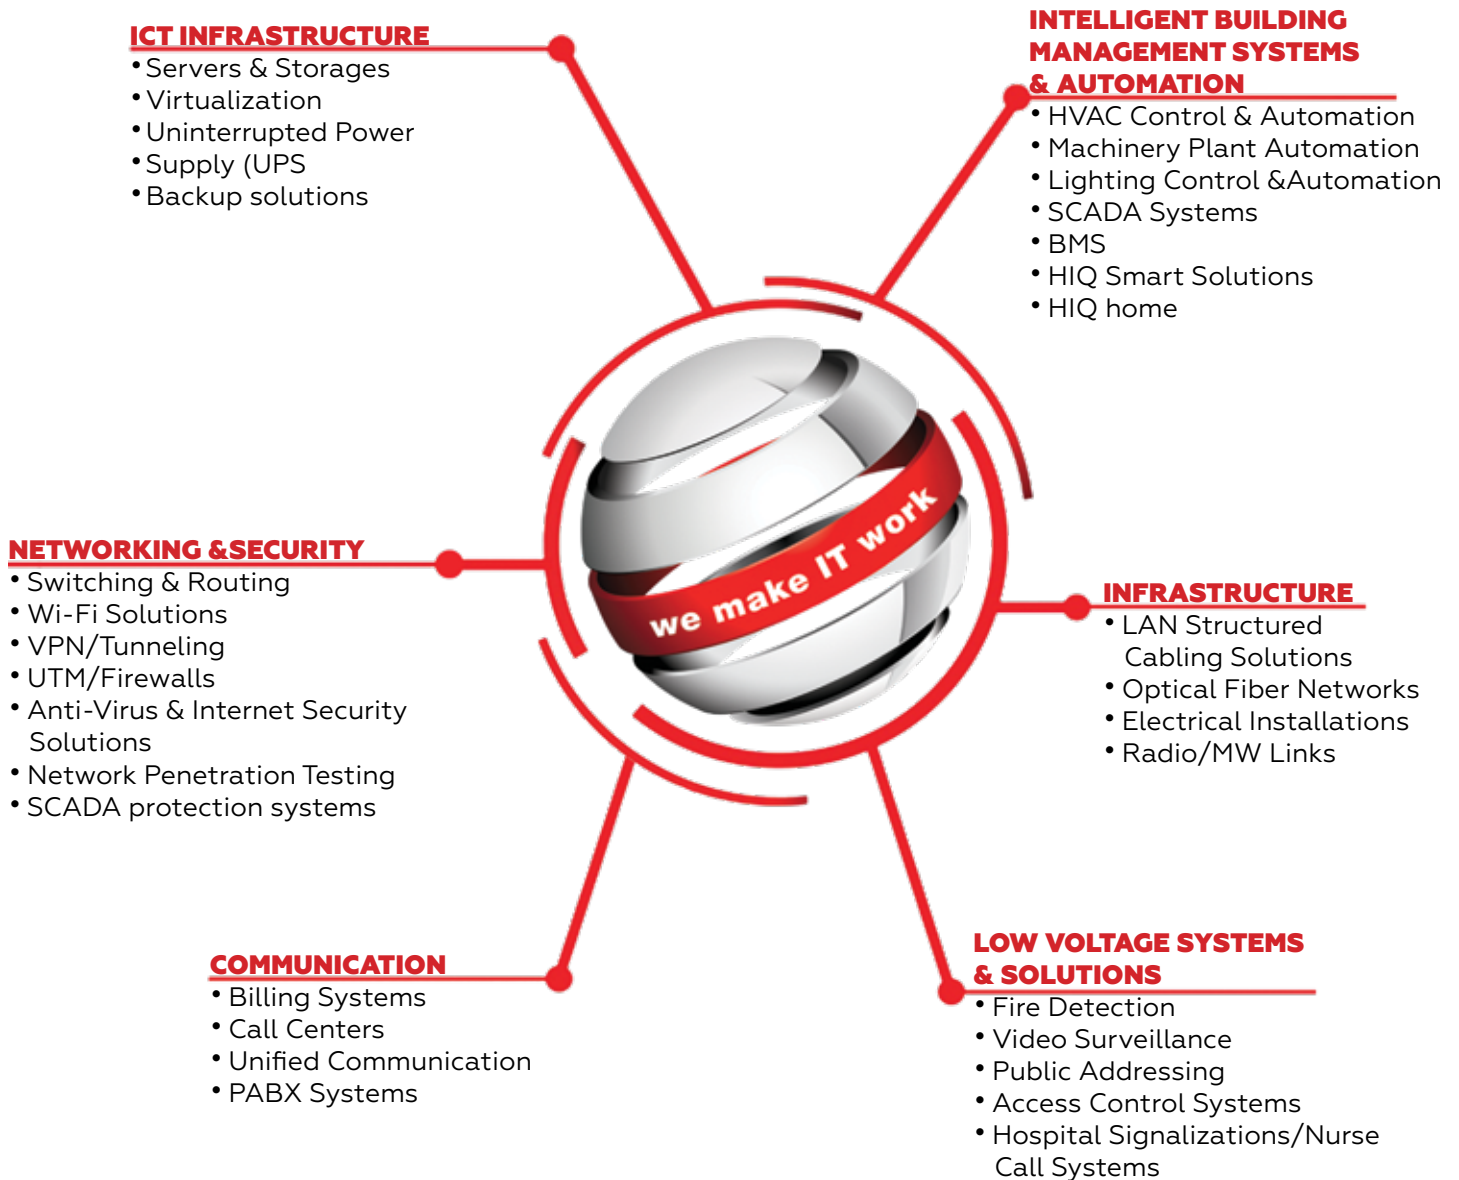 ICT INFRASTRUCTURE
• Servers & Storages
• Virtualization
• Uninterrupted Power
• Supply (UPS
• Backup solutions
INTELLIGENT BUILDING
MANAGEMENT SYSTEMS
& AUTOMATION
• HVAC Control & Automation
• Machinery Plant Automation
• Lighting Control &Automation
• SCADA Systems
• BMS
• HIQ Smart Solutions
• HIQ home
we make IT work
NETWORKING &SECURITY
• Switching & Routing
• Wi-Fi Solutions
• VPN/Tunneling
• UTM/Firewalls
• Anti-Virus & Internet Security
Solutions
• Network Penetration Testing
• SCADA protection systems
INFRASTRUCTURE
• LAN Structured
Cabling Solutions
• Optical Fiber Networks
• Electrical Installations
• Radio/MW Links
COMMUNICATION
• Billing Systems
• Call Centers
• Unified Communication
• PABX Systems
LOW VOLTAGE SYSTEMS
& SOLUTIONS
• Fire Detection
• Video Surveillance
• Public Addressing
• Access Control Systems
• Hospital Signalizations/Nurse
Call Systems